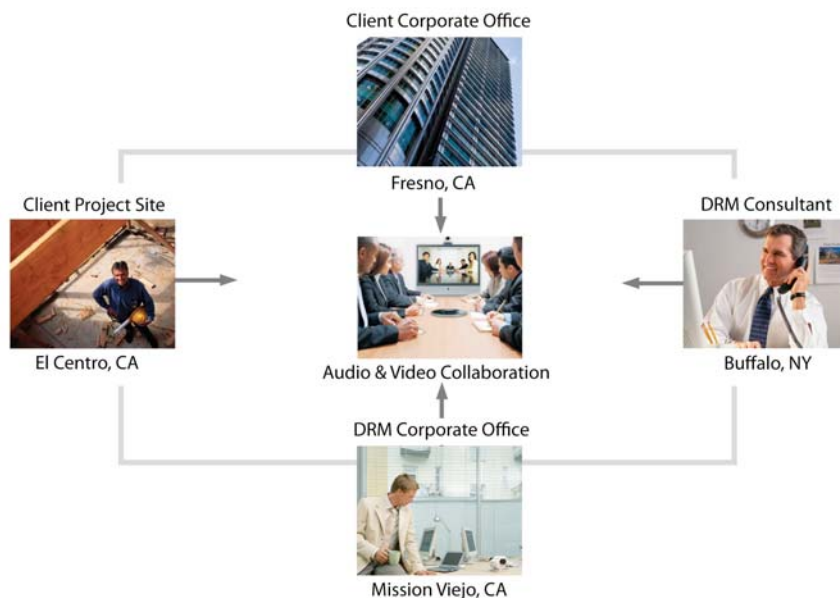 Client Corporate Office
Fresno, CA
Client Project Site
El Centro, CA
DRM Consultant
Buffalo, NY
Audio & Video Collaboration
DRM Corporate Office
Mission Viejo, CA